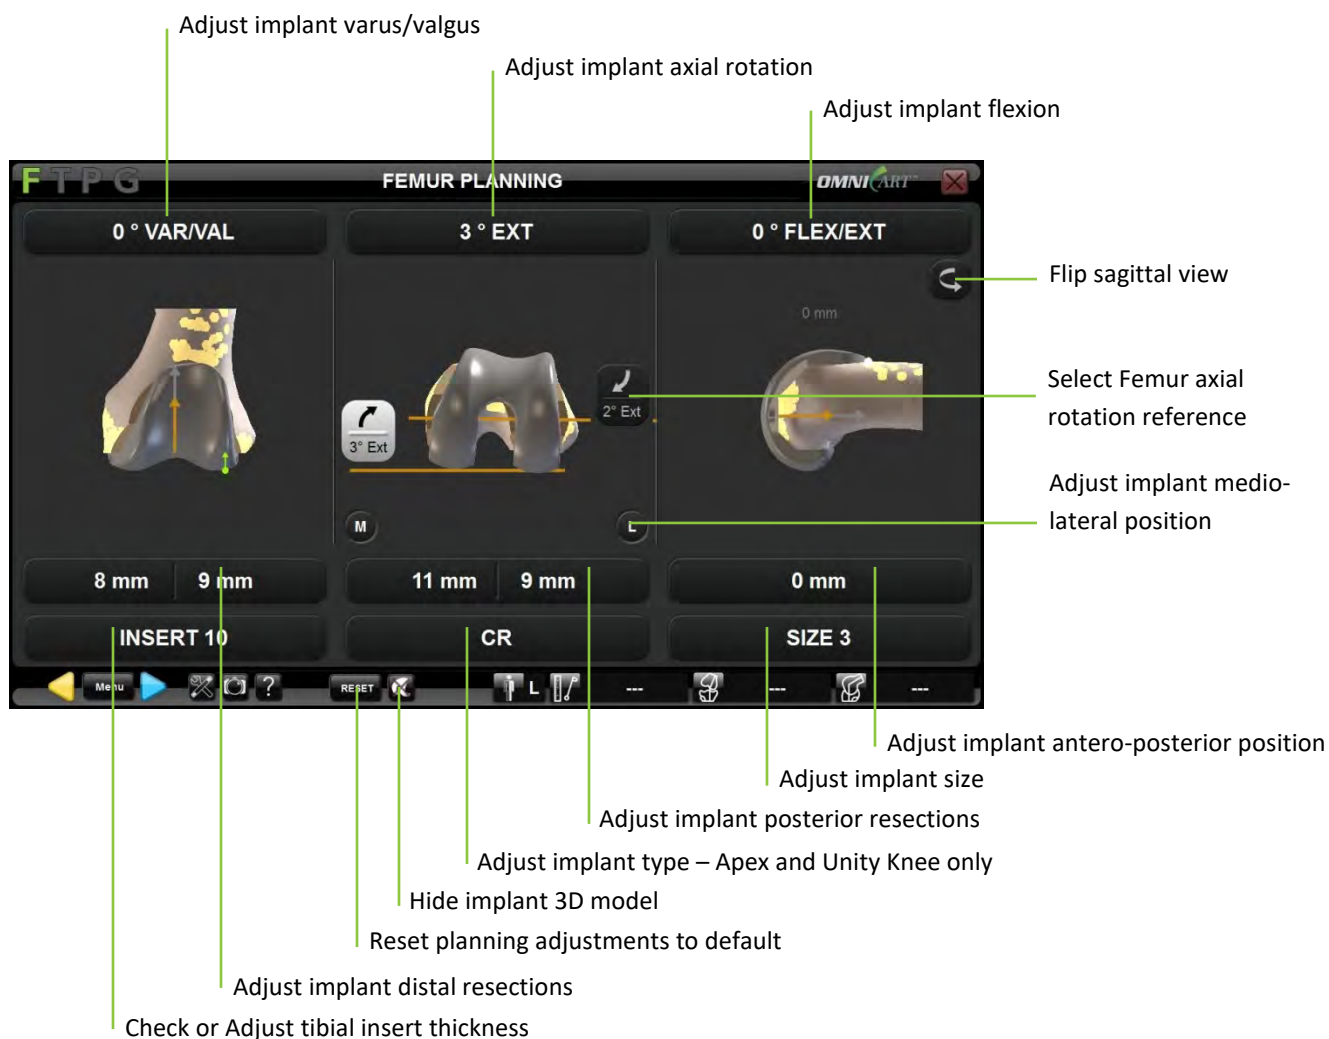 Adjust implant varus/valgus
Adjust implant axial rotation
Adjust implant flexion
F T P G
FEMUR PLANNING
OMNI ART™
0 ° VAR/VAL
3 ° EXT
0 ° FLEX/EXT
Flip sagittal view
0 mm
Select Femur axial
rotation reference
2° Ext
3° Ext
Adjust implant medio-
lateral position
M
L
8 mm
9 mm
11 mm
9 mm
0 mm
INSERT 10
CR
SIZE 3
Menu
?
RESET
L
---
---
---
Adjust implant antero-posterior position
Adjust implant size
Adjust implant posterior resections
Adjust implant type – Apex and Unity Knee only
Hide implant 3D model
Reset planning adjustments to default
Adjust implant distal resections
Check or Adjust tibial insert thickness